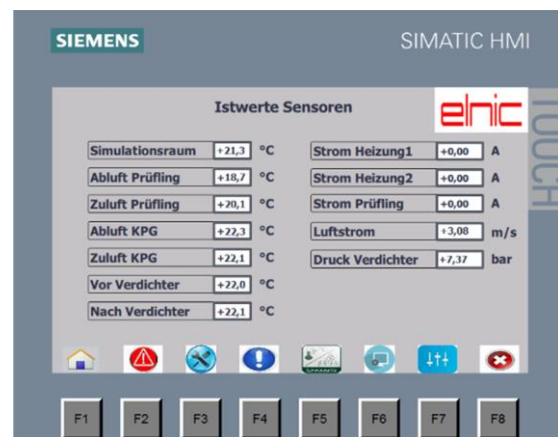 SIEMENS
SIMATIC HMI
TOUCH
Istwerte Sensoren
elnic
Simulationsraum +21,3 °C
Abluft Prüfling +18,7 °C
Zuluft Prüfling +20,1 °C
Abluft KPG +22,3 °C
Zuluft KPG +22,1 °C
Vor Verdichter +22,0 °C
Nach Verdichter +22,1 °C
Strom Heizung1 +0,00 A
Strom Heizung2 +0,00 A
Strom Prüfling +0,00 A
Luftstrom +3,08 m/s
Druck Verdichter +7,37 bar
F1 F2 F3 F4 F5 F6 F7 F8